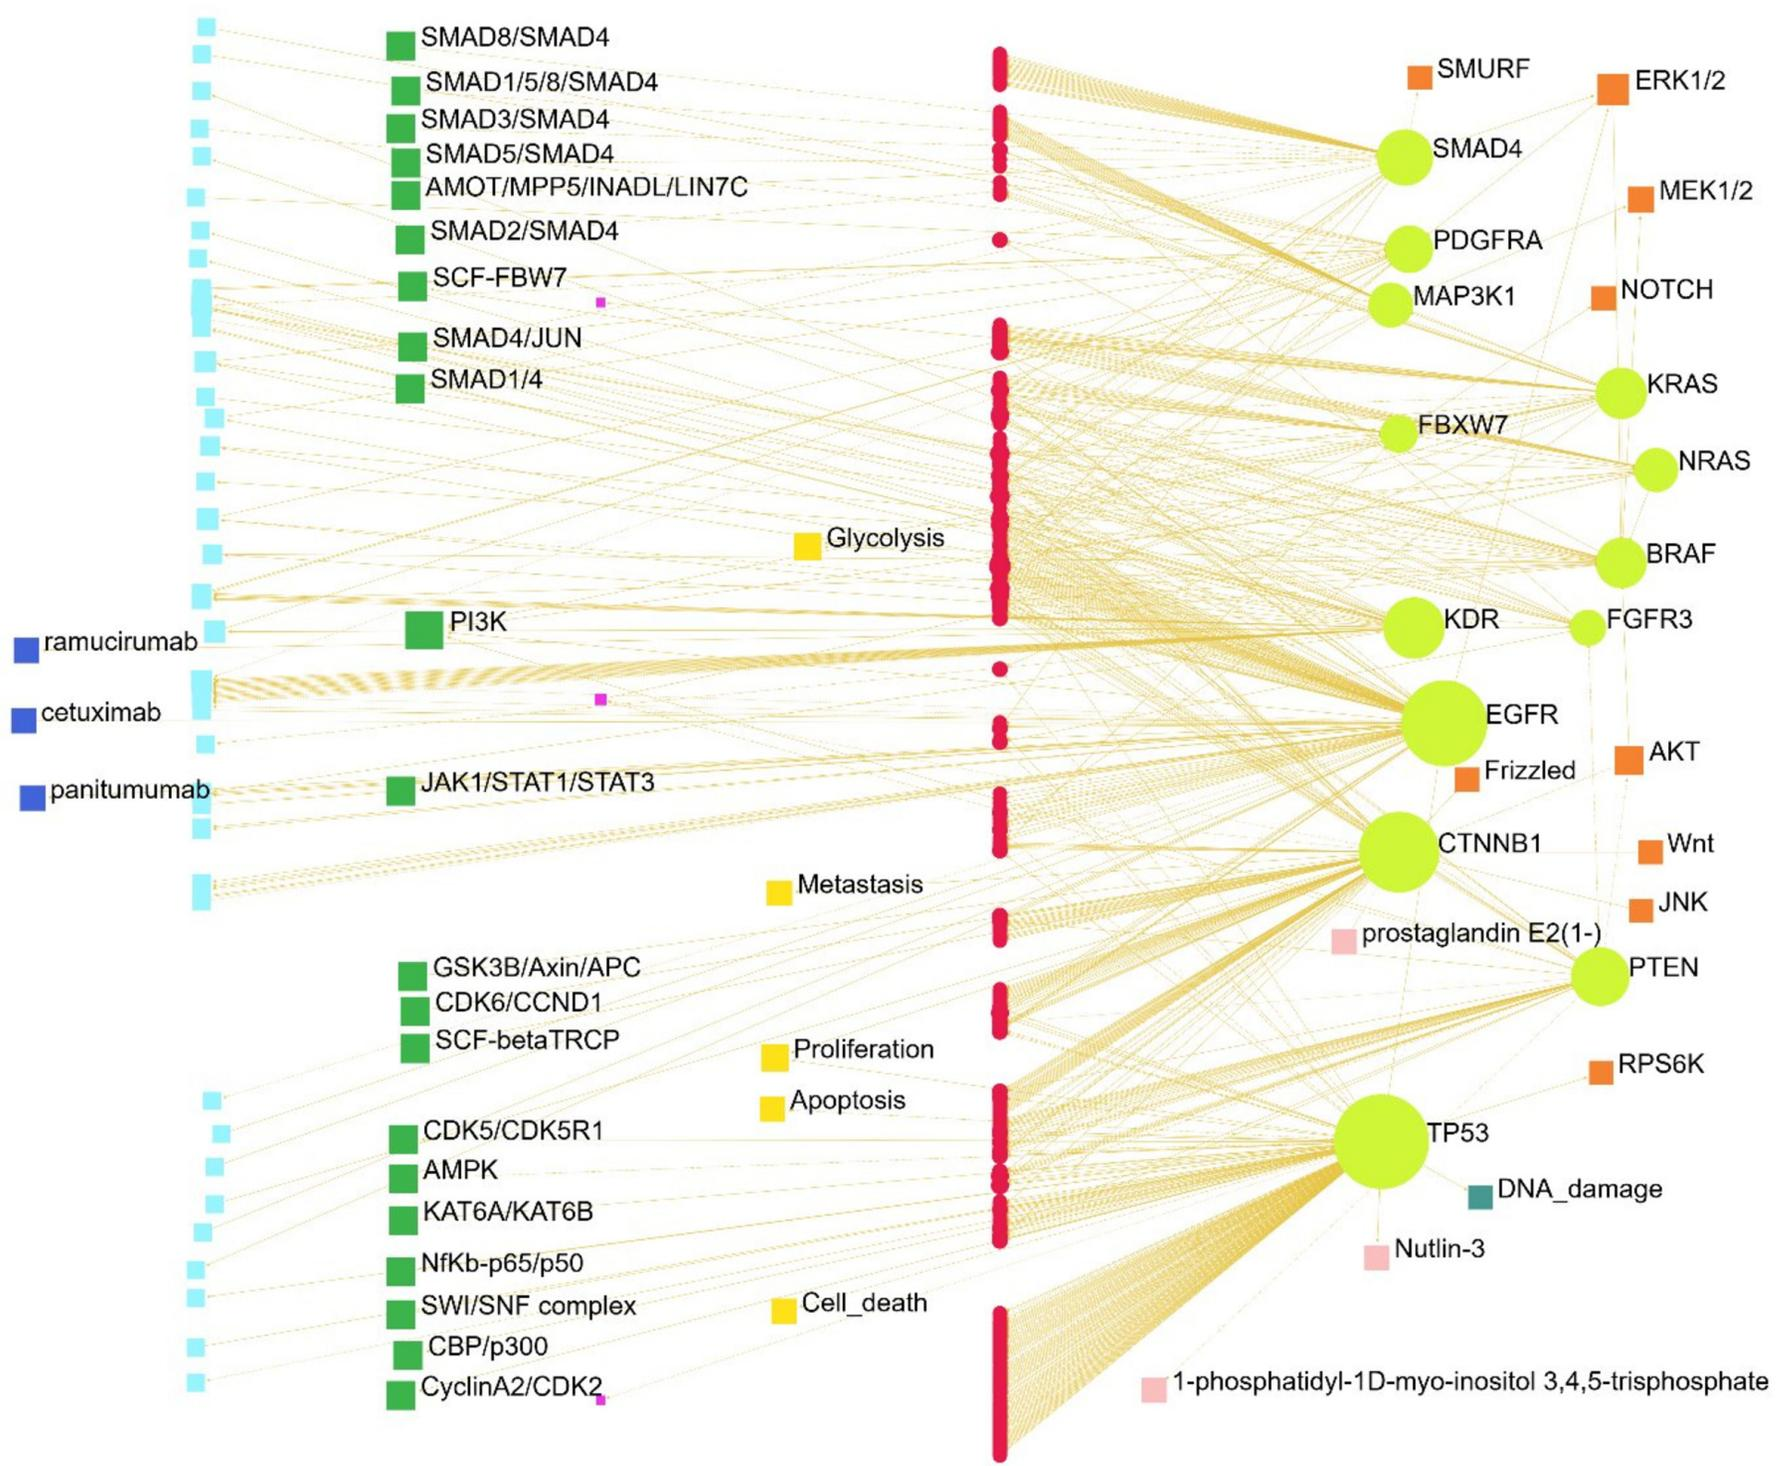 SMAD8/SMAD4
SMAD1/5/8/SMAD4
SMAD3/SMAD4
SMAD5/SMAD4
AMOT/MPP5/INADL/LIN7C
SMAD2/SMAD4
SCF-FBW7
SMAD4/JUN
SMAD1/4
PI3K
JAK1/STAT1/STAT3
GSK3B/Axin/APC
CDK6/CCND1
SCF-betaTRCP
CDK5/CDK5R1
AMPK
KAT6A/KAT6B
NfKb-p65/p50
SWI/SNF complex
CBP/p300
CyclinA2/CDK2
ramucirumab
cetuximab
panitumumab
Glycolysis
Metastasis
Proliferation
Apoptosis
Cell_death
SMURF
ERK1/2
SMAD4
MEK1/2
PDGFRA
NOTCH
MAP3K1
KRAS
FBXW7
NRAS
BRAF
KDR
FGFR3
EGFR
AKT
Frizzled
CTNNB1
Wnt
JNK
prostaglandin E2(1-)
PTEN
RPS6K
TP53
DNA_damage
Nutlin-3
1-phosphatidyl-1D-myo-inositol 3,4,5-trisphosphate